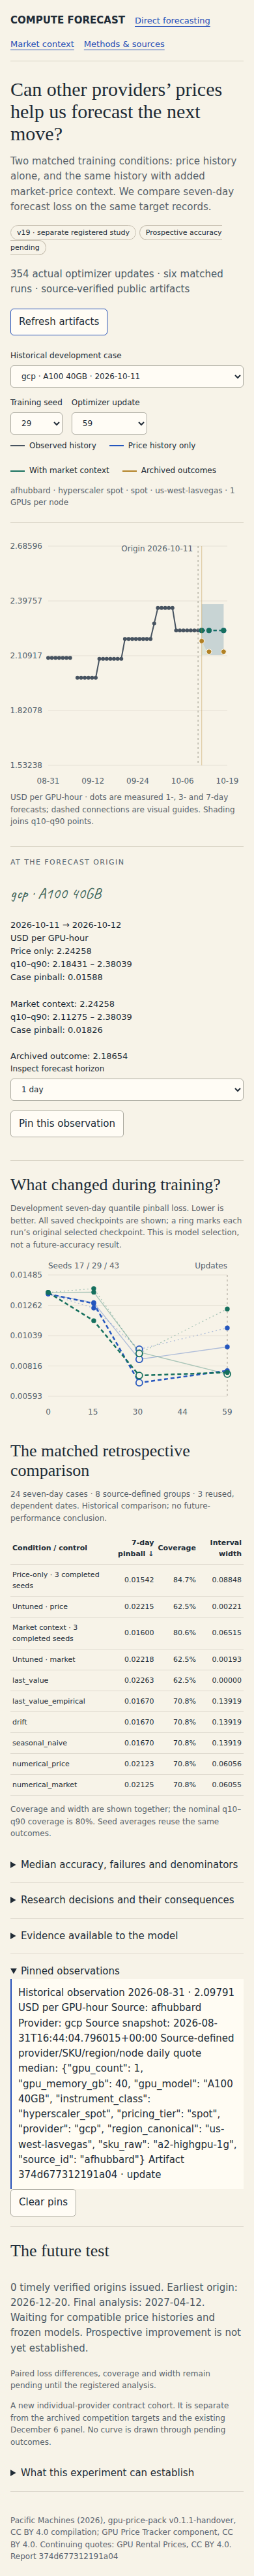 COMPUTE FORECAST Direct forecasting
Market context Methods & sources
Can other providers’ prices
help us forecast the next
move?
Two matched training conditions: price history
alone, and the same history with added
market-price context. We compare seven-day
forecast loss on the same target records.
v19 · separate registered study Prospective accuracy
pending
354 actual optimizer updates · six matched
runs · source-verified public artifacts
Refresh artifacts
Historical development case
gcp · A100 40GB · 2026-10-11
Training seed Optimizer update
29 59
Observed history Price history only
With market context Archived outcomes
afhubbard · hyperscaler spot · spot · us-west-lasvegas · 1
GPUs per node
2.68596
Origin 2026-10-11
2.39757
2.10917
1.82078
1.53238
08-31 09-12 09-24 10-06 10-19
USD per GPU-hour · dots are measured 1-, 3- and 7-day
forecasts; dashed connections are visual guides. Shading
joins q10–q90 points.
AT THE FORECAST ORIGIN
gcp · A100 40GB
2026-10-11 → 2026-10-12
USD per GPU-hour
Price only: 2.24258
q10–q90: 2.18431 – 2.38039
Case pinball: 0.01588
Market context: 2.24258
q10–q90: 2.11275 – 2.38039
Case pinball: 0.01826
Archived outcome: 2.18654
Inspect forecast horizon
1 day
Pin this observation
What changed during training?
Development seven-day quantile pinball loss. Lower is
better. All saved checkpoints are shown; a ring marks each
run’s original selected checkpoint. This is model selection,
not a future-accuracy result.
Seeds 17 / 29 / 43 Updates
0.01485
0.01262
0.01039
0.00816
0.00593
0 15 30 44 59
The matched retrospective
comparison
24 seven-day cases · 8 source-defined groups · 3 reused,
dependent dates. Historical comparison; no future-
performance conclusion.
Condition / control 7-day pinball ↓ Coverage Interval width
Price-only · 3 completed seeds 0.01542 84.7% 0.08848
Untuned · price 0.02215 62.5% 0.00221
Market context · 3 completed seeds 0.01600 80.6% 0.06515
Untuned · market 0.02218 62.5% 0.00193
last_value 0.02263 62.5% 0.00000
last_value_empirical 0.01670 70.8% 0.13919
drift 0.01670 70.8% 0.13919
seasonal_naive 0.01670 70.8% 0.13919
numerical_price 0.02123 70.8% 0.06056
numerical_market 0.02125 70.8% 0.06055
Coverage and width are shown together; the nominal q10–
q90 coverage is 80%. Seed averages reuse the same
outcomes.
Median accuracy, failures and denominators
Research decisions and their consequences
Evidence available to the model
Pinned observations
Historical observation 2026-08-31 · 2.09791
USD per GPU-hour Source: afhubbard
Provider: gcp Source snapshot: 2026-08-
31T16:44:04.796015+00:00 Source-defined
provider/SKU/region/node daily quote
median: {"gpu_count": 1,
"gpu_memory_gb": 40, "gpu_model": "A100
40GB", "instrument_class":
"hyperscaler_spot", "pricing_tier": "spot",
"provider": "gcp", "region_canonical": "us-
west-lasvegas", "sku_raw": "a2-highgpu-1g",
"source_id": "afhubbard"} Artifact
374d677312191a04 · update
Clear pins
The future test
0 timely verified origins issued. Earliest origin:
2026-12-20. Final analysis: 2027-04-12.
Waiting for compatible price histories and
frozen models. Prospective improvement is not
yet established.
Paired loss differences, coverage and width remain
pending until the registered analysis.
A new individual-provider contract cohort. It is separate
from the archived competition targets and the existing
December 6 panel. No curve is drawn through pending
outcomes.
What this experiment can establish
Pacific Machines (2026), gpu-price-pack v0.1.1-handover,
CC BY 4.0 compilation; GPU Price Tracker component, CC
BY 4.0. Continuing quotes: GPU Rental Prices, CC BY 4.0.
Report 374d677312191a04